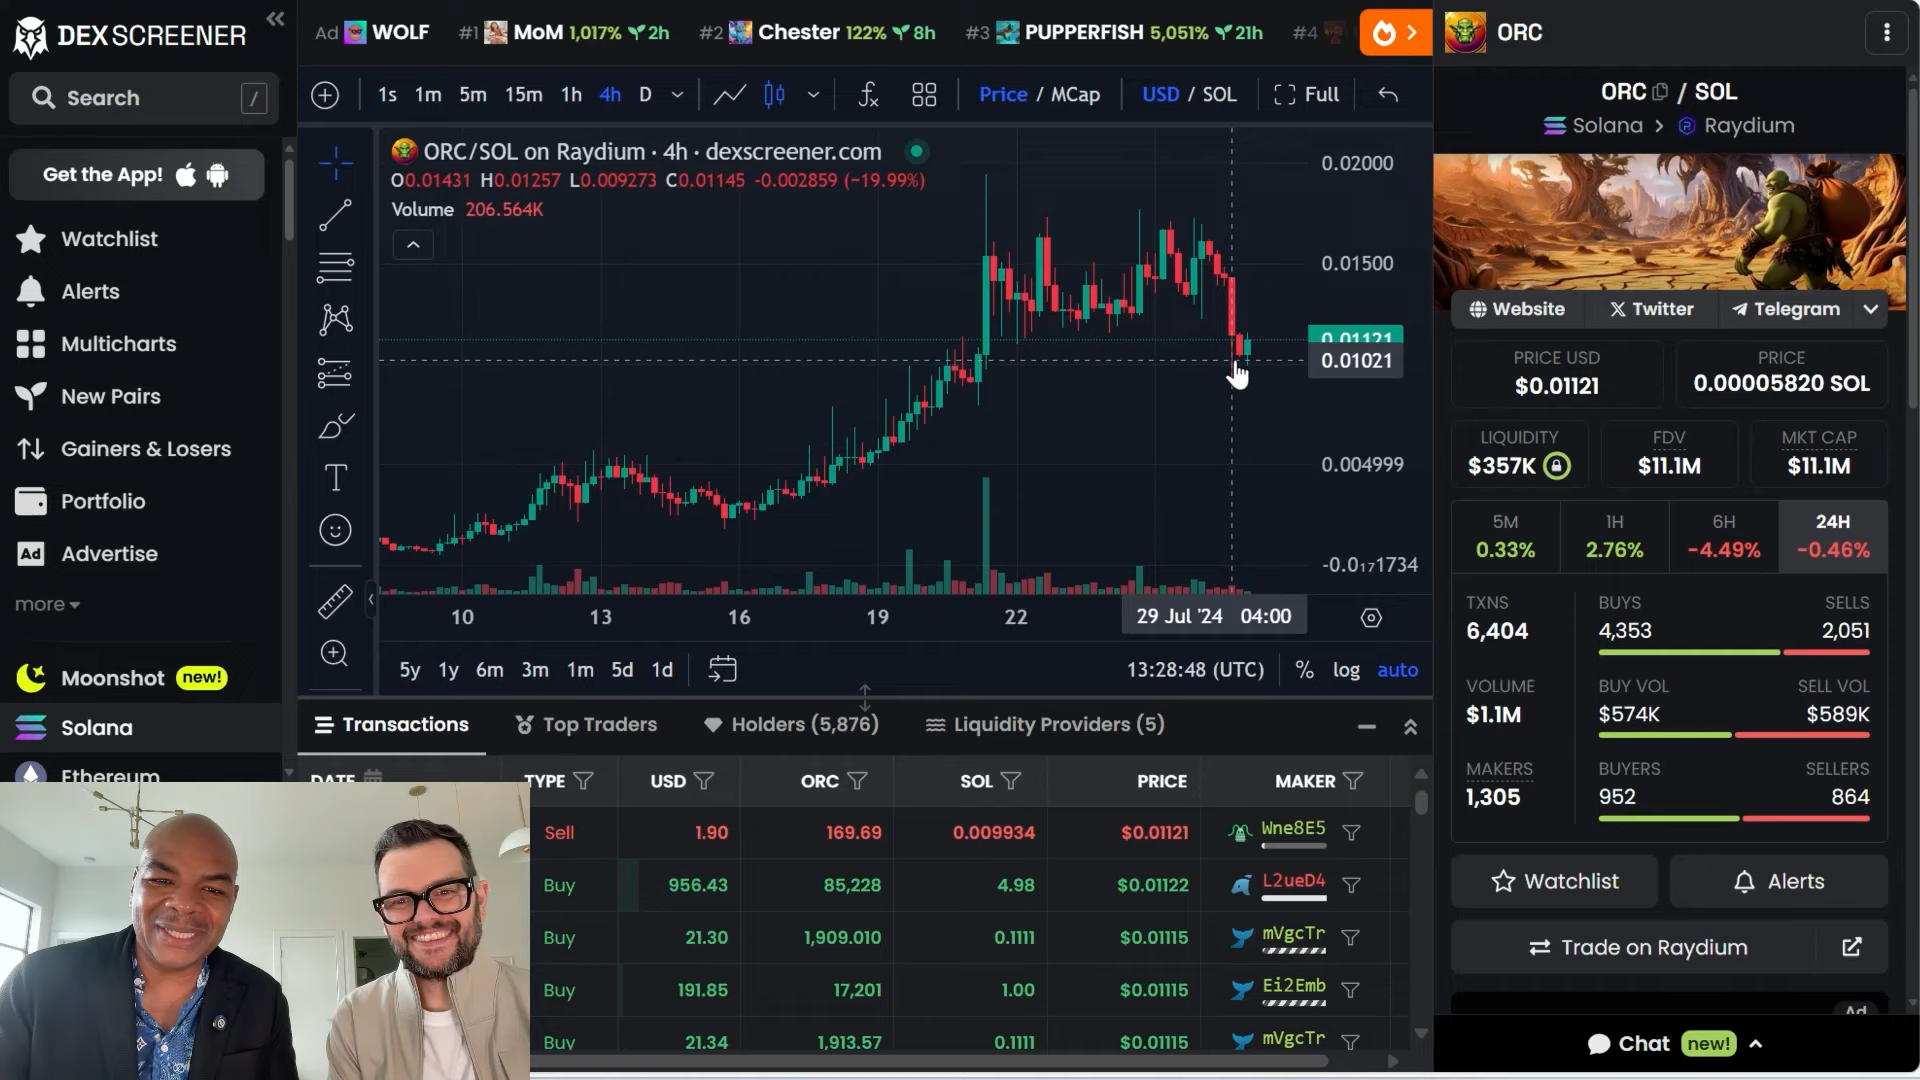 DEX SCREENER
Search /
Get the App!
Watchlist
Alerts
Multicharts
New Pairs
Gainers & Losers
Portfolio
Ad Advertise
more
Moonshot new!
Solana
Ethereum
Ad WOLF #1 MoM 1,017% 2h #2 Chester 122% 8h #3 PUPPERFISH 5,051% 21h #4
1s 1m 5m 15m 1h 4h D Price / MCap USD / SOL Full
ORC/SOL on Raydium · 4h · dexscreener.com
O0.01431 H0.01257 L0.009273 C0.01145 -0.002859 (−19.99%)
Volume 206.564K
0.02000
0.01500
0.01121
0.01021
0.004999
-0.0₁₇1734
10 13 16 19 22 29 Jul '24 04:00
5y 1y 6m 3m 1m 5d 1d 13:28:48 (UTC) % log auto
Transactions Top Traders Holders (5,876) Liquidity Providers (5)
DATE TYPE USD ORC SOL PRICE MAKER
Sell 1.90 169.69 0.009934 $0.01121 Wne8E5
Buy 956.43 85,228 4.98 $0.01122 L2ueD4
Buy 21.30 1,909.010 0.1111 $0.01115 mVgcTr
Buy 191.85 17,201 1.00 $0.01115 Ei2Emb
Buy 21.34 1,913.57 0.1111 $0.01115 mVgcTr
ORC
ORC / SOL
Solana > Raydium
Website Twitter Telegram
PRICE USD
$0.01121
PRICE
0.00005820 SOL
LIQUIDITY
$357K
FDV
$11.1M
MKT CAP
$11.1M
5M 1H 6H 24H
0.33% 2.76% −4.49% −0.46%
TXNS BUYS SELLS
6,404 4,353 2,051
VOLUME BUY VOL SELL VOL
$1.1M $574K $589K
MAKERS BUYERS SELLERS
1,305 952 864
Watchlist Alerts
Trade on Raydium
Ad
Chat new!